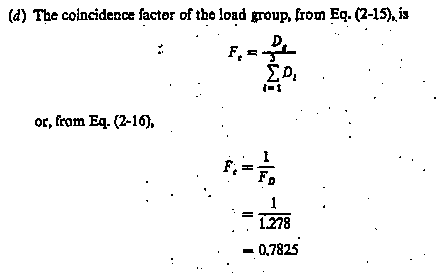 (d) The coincidence factor of the load group, from Eq. (2-15), is
F_c = D_g / \sum_{i=1}^{3} D_i
or, from Eq. (2-16),
F_c = 1 / F_D
= 1 / 1.278
= 0.7825